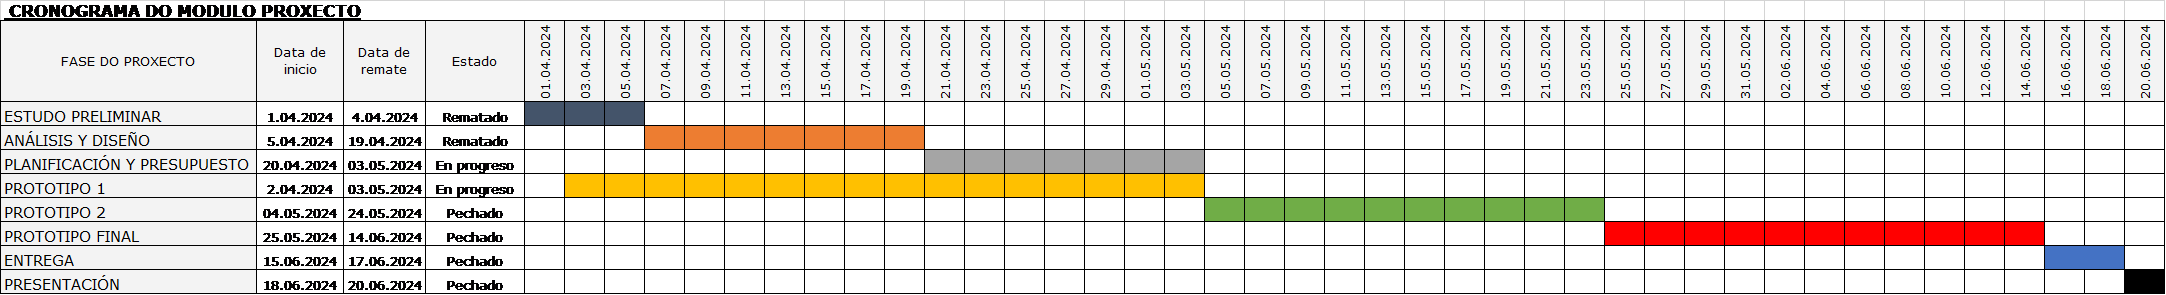 CRONOGRAMA DO MODULO PROXECTO
FASE DO PROXECTO Data de inicio Data de remate Estado 01.04.2024 03.04.2024 05.04.2024 07.04.2024 09.04.2024 11.04.2024 13.04.2024 15.04.2024 17.04.2024 19.04.2024 21.04.2024 23.04.2024 25.04.2024 27.04.2024 29.04.2024 01.05.2024 03.05.2024 05.05.2024 07.05.2024 09.05.2024 11.05.2024 13.05.2024 15.05.2024 17.05.2024 19.05.2024 21.05.2024 23.05.2024 25.05.2024 27.05.2024 29.05.2024 31.05.2024 02.06.2024 04.06.2024 06.06.2024 08.06.2024 10.06.2024 12.06.2024 14.06.2024 16.06.2024 18.06.2024 20.06.2024
ESTUDO PRELIMINAR 1.04.2024 4.04.2024 Rematado
ANÁLISIS Y DISEÑO 5.04.2024 19.04.2024 Rematado
PLANIFICACIÓN Y PRESUPUESTO 20.04.2024 03.05.2024 En progreso
PROTOTIPO 1 2.04.2024 03.05.2024 En progreso
PROTOTIPO 2 04.05.2024 24.05.2024 Pechado
PROTOTIPO FINAL 25.05.2024 14.06.2024 Pechado
ENTREGA 15.06.2024 17.06.2024 Pechado
PRESENTACIÓN 18.06.2024 20.06.2024 Pechado